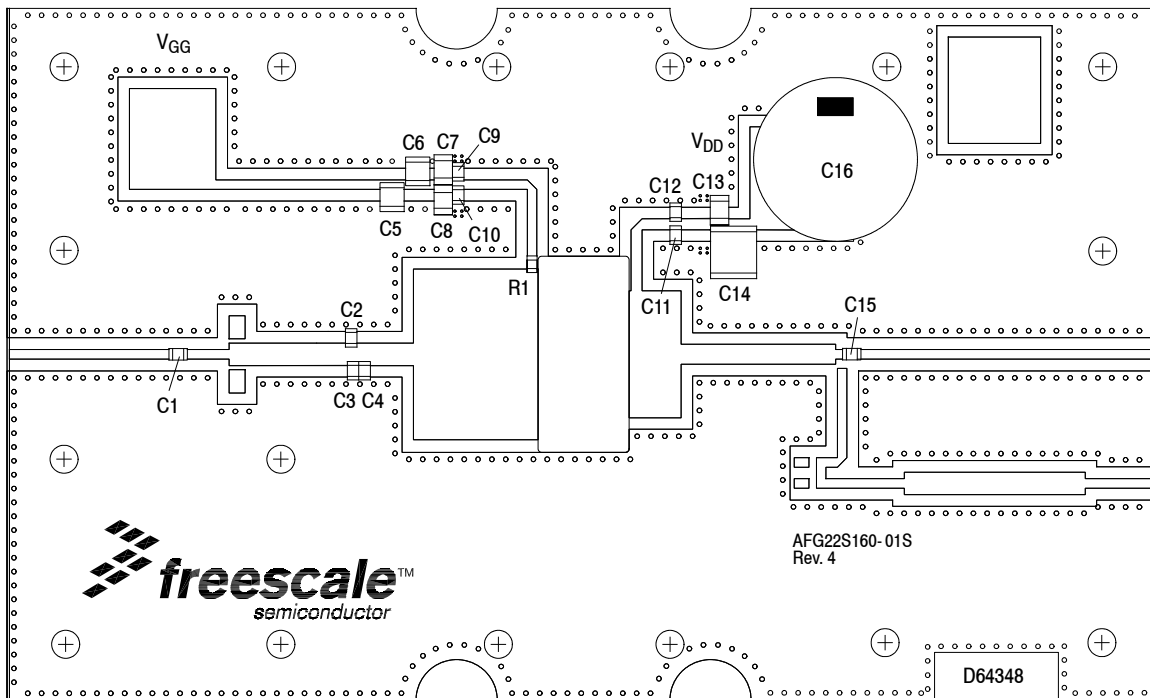 VGG
C6
C7
C9
C5
C8
C10
R1
VDD
C12
C13
C16
C11
C14
C15
C2
C1
C3
C4
AFG22S160-01S
Rev. 4
freescale™
semiconductor
D64348